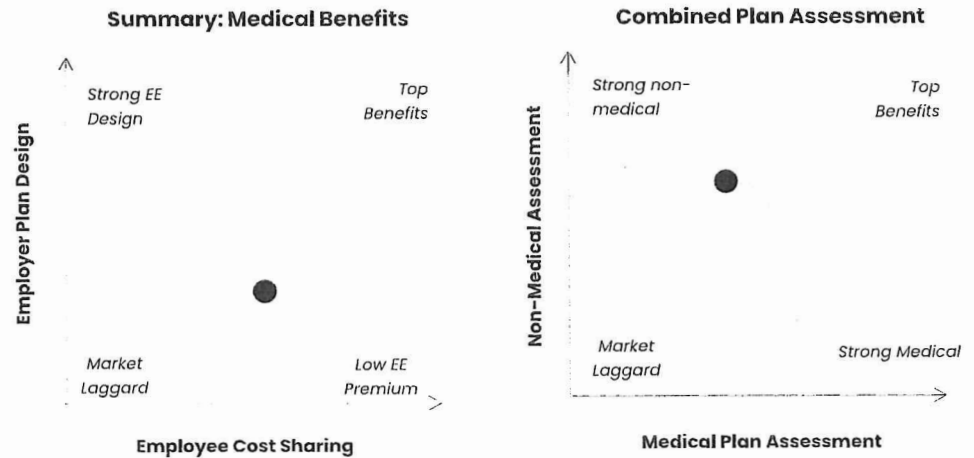 Summary: Medical Benefits
Employer Plan Design
Strong EE
Design
Top
Benefits
Market
Laggard
Low EE
Premium
Employee Cost Sharing
Combined Plan Assessment
Non-Medical Assessment
Strong non-
medical
Top
Benefits
Market
Laggard
Strong Medical
Medical Plan Assessment